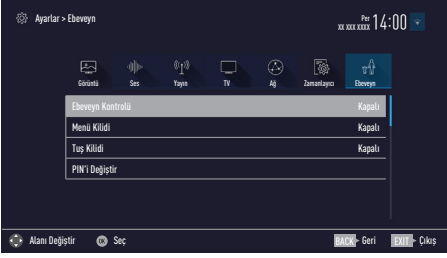 Ayarlar > Ebeveyn
Per
xx xxx xxxx 14:00
Görüntü Ses Yayın TV Ağ Zamanlayıcı Ebeveyn
Ebeveyn Kontrolü Kapalı
Menü Kilidi Kapalı
Tuş Kilidi Kapalı
PIN'i Değiştir
Alanı Değiştir OK Seç BACK Geri EXIT Çıkış